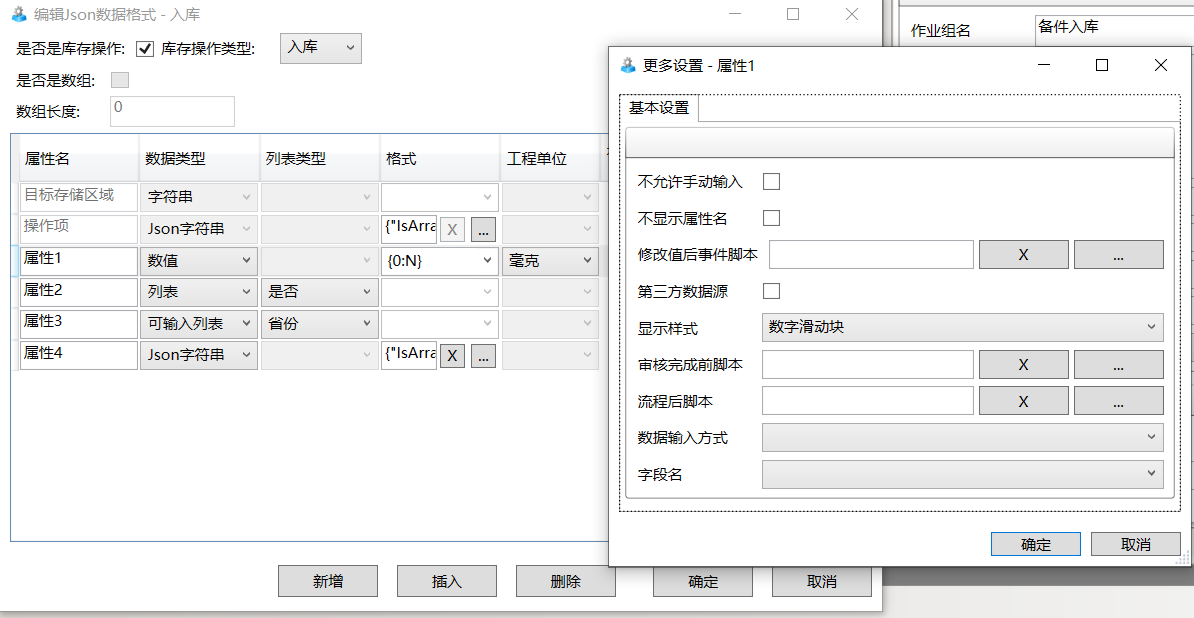 编辑Json数据格式 - 入库
是否是库存操作: 库存操作类型: 入库
是否是数组:
数组长度: 0
属性名 数据类型 列表类型 格式 工程单位
目标存储区域 字符串
操作项 Json字符串 {"IsArra X ...
属性1 数值 {0:N} 毫克
属性2 列表 是否
属性3 可输入列表 省份
属性4 Json字符串 {"IsArra X ...
新增 插入 删除 确定 取消
作业组名 备件入库
更多设置 - 属性1
基本设置
不允许手动输入
不显示属性名
修改值后事件脚本 X ...
第三方数据源
显示样式 数字滑动块
审核完成前脚本 X ...
流程后脚本 X ...
数据输入方式
字段名
确定 取消